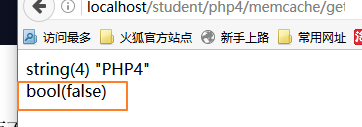 localhost/student/php4/memcache/get
访问最多 火狐官方站点 新手上路 常用网址
string(4) "PHP4"
bool(false)